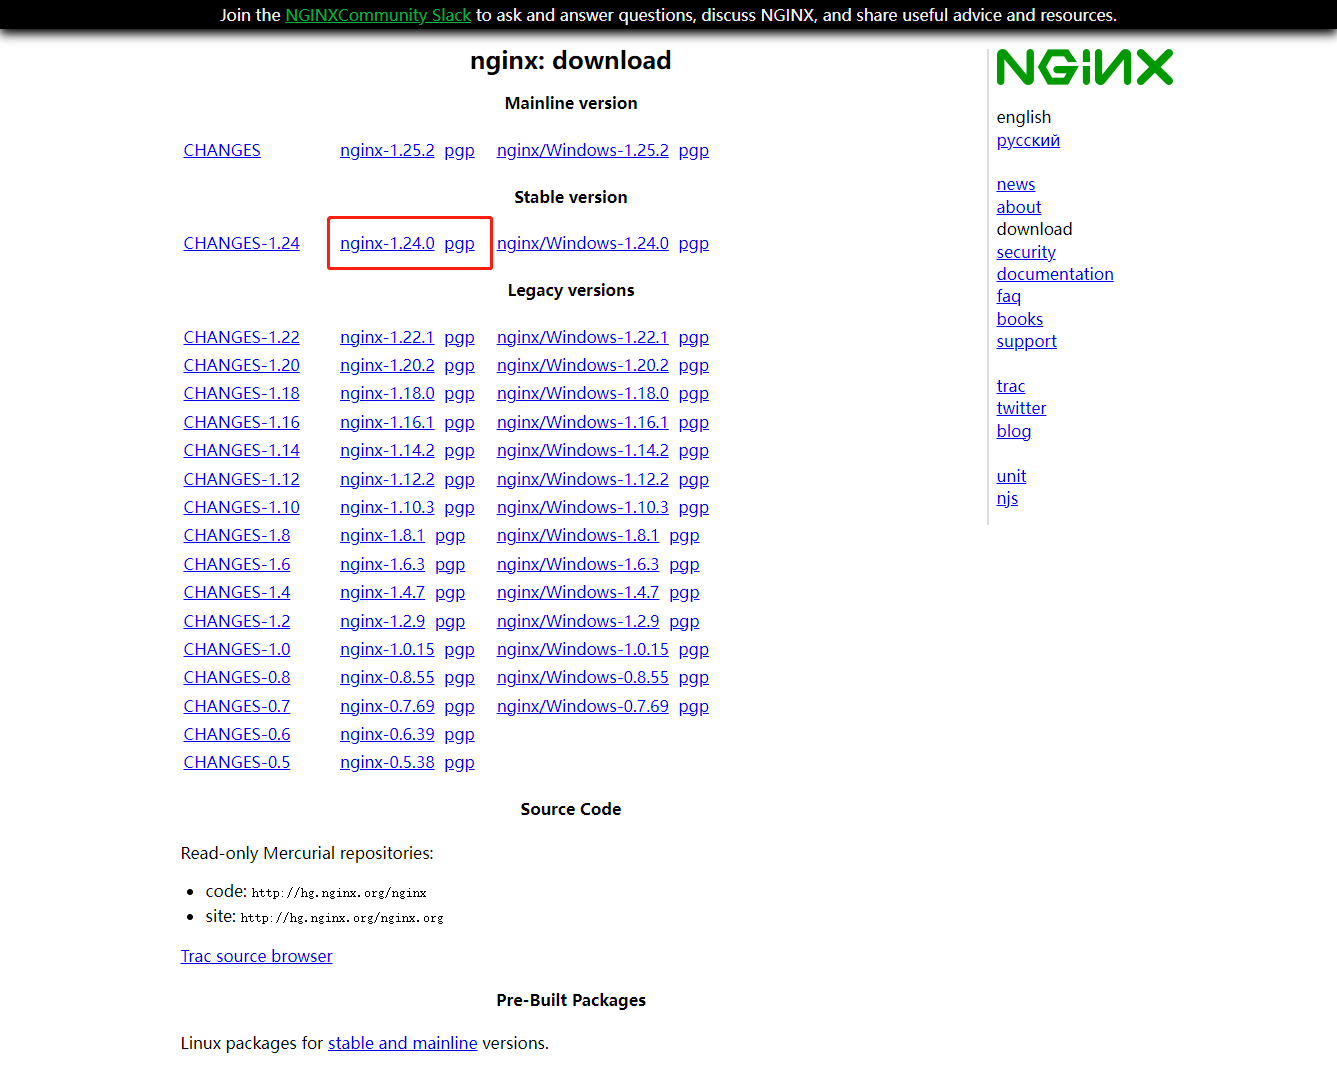 Join the NGINXCommunity Slack to ask and answer questions, discuss NGINX, and share useful advice and resources.
nginx: download
Mainline version
CHANGES nginx-1.25.2 pgp nginx/Windows-1.25.2 pgp
Stable version
CHANGES-1.24 nginx-1.24.0 pgp nginx/Windows-1.24.0 pgp
Legacy versions
CHANGES-1.22 nginx-1.22.1 pgp nginx/Windows-1.22.1 pgp
CHANGES-1.20 nginx-1.20.2 pgp nginx/Windows-1.20.2 pgp
CHANGES-1.18 nginx-1.18.0 pgp nginx/Windows-1.18.0 pgp
CHANGES-1.16 nginx-1.16.1 pgp nginx/Windows-1.16.1 pgp
CHANGES-1.14 nginx-1.14.2 pgp nginx/Windows-1.14.2 pgp
CHANGES-1.12 nginx-1.12.2 pgp nginx/Windows-1.12.2 pgp
CHANGES-1.10 nginx-1.10.3 pgp nginx/Windows-1.10.3 pgp
CHANGES-1.8 nginx-1.8.1 pgp nginx/Windows-1.8.1 pgp
CHANGES-1.6 nginx-1.6.3 pgp nginx/Windows-1.6.3 pgp
CHANGES-1.4 nginx-1.4.7 pgp nginx/Windows-1.4.7 pgp
CHANGES-1.2 nginx-1.2.9 pgp nginx/Windows-1.2.9 pgp
CHANGES-1.0 nginx-1.0.15 pgp nginx/Windows-1.0.15 pgp
CHANGES-0.8 nginx-0.8.55 pgp nginx/Windows-0.8.55 pgp
CHANGES-0.7 nginx-0.7.69 pgp nginx/Windows-0.7.69 pgp
CHANGES-0.6 nginx-0.6.39 pgp
CHANGES-0.5 nginx-0.5.38 pgp
Source Code
Read-only Mercurial repositories:
• code: http://hg.nginx.org/nginx
• site: http://hg.nginx.org/nginx.org
Trac source browser
Pre-Built Packages
Linux packages for stable and mainline versions.
NGINX
english
русский
news
about
download
security
documentation
faq
books
support
trac
twitter
blog
unit
njs